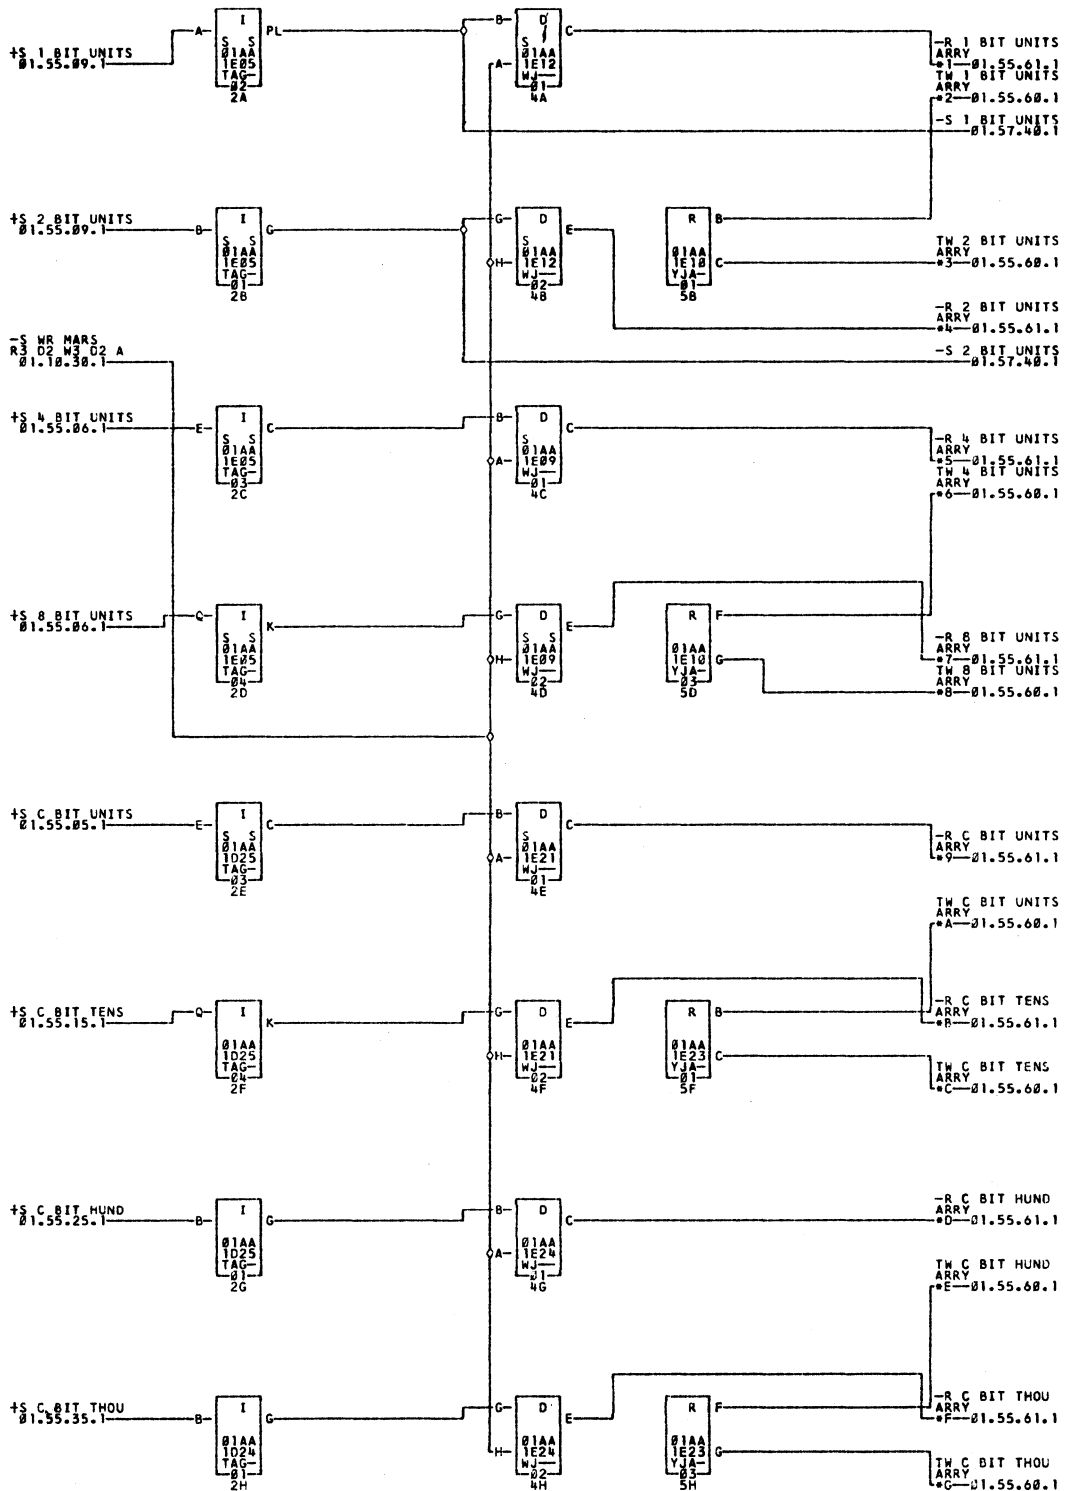 +S 1 BIT UNITS
01.55.09.1
A
I
S S
01AA
1E05
TAG-
02
2A
PL
B
A
D
S
01AA
1E12
WJ
01
4A
C
-R 1 BIT UNITS
ARRY
*1 01.55.61.1
TW 1 BIT UNITS
ARRY
*2 01.55.60.1
-S 1 BIT UNITS
01.57.40.1
+S 2 BIT UNITS
01.55.09.1
B
I
S S
01AA
1E05
TAG-
01
2B
G
G
H
D
S
01AA
1E12
WJ
02
4B
E
R
01AA
1E10
YJA-
01
5B
B
C
TW 2 BIT UNITS
ARRY
*3 01.55.60.1
-R 2 BIT UNITS
ARRY
*4 01.55.61.1
-S 2 BIT UNITS
01.57.40.1
-S WR MARS
R3 D2 W3 D2 A
01.10.30.1
+S 4 BIT UNITS
01.55.06.1
E
I
S S
01AA
1E05
TAG-
03
2C
C
B
A
D
S
01AA
1E09
WJ
01
4C
C
-R 4 BIT UNITS
ARRY
*5 01.55.61.1
TW 4 BIT UNITS
ARRY
*6 01.55.60.1
+S 8 BIT UNITS
01.55.06.1
Q
I
S S
01AA
1E05
TAG-
04
2D
K
G
H
D
S S
01AA
1E09
WJ
02
4D
E
R
01AA
1E10
YJA-
03
5D
F
G
-R 8 BIT UNITS
ARRY
*7 01.55.61.1
TW 8 BIT UNITS
ARRY
*8 01.55.60.1
+S C BIT UNITS
01.55.05.1
E
I
S S
01AA
1D25
TAG-
03
2E
C
B
A
D
S
01AA
1E21
WJ
01
4E
C
-R C BIT UNITS
ARRY
*9 01.55.61.1
TW C BIT UNITS
ARRY
*A 01.55.60.1
+S C BIT TENS
01.55.15.1
Q
I
01AA
1D25
TAG-
04
2F
K
G
H
D
01AA
1E21
WJ
02
4F
E
R
01AA
1E23
YJA-
01
5F
B
C
-R C BIT TENS
ARRY
*B 01.55.61.1
TW C BIT TENS
ARRY
*C 01.55.60.1
+S C BIT HUND
01.55.25.1
B
I
01AA
1D25
TAG-
01
2G
G
B
A
D
01AA
1E24
WJ
01
4G
C
-R C BIT HUND
ARRY
*D 01.55.61.1
TW C BIT HUND
ARRY
*E 01.55.60.1
+S C BIT THOU
01.55.35.1
B
I
01AA
1D24
TAG-
01
2H
G
G
H
D
01AA
1E24
WJ
02
4H
E
R
01AA
1E23
YJA-
03
5H
F
G
-R C BIT THOU
ARRY
*F 01.55.61.1
TW C BIT THOU
ARRY
*G 01.55.60.1